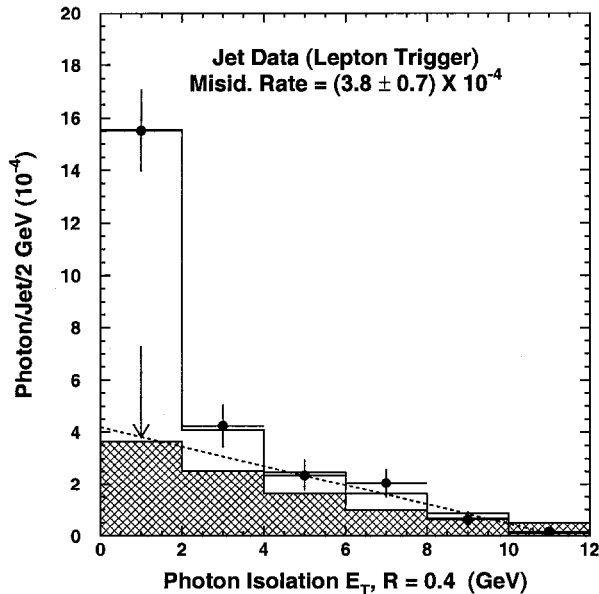 Jet Data (Lepton Trigger)
Misid. Rate = (3.8 ± 0.7) X 10⁻⁴
Photon/Jet/2 GeV (10⁻⁴)
20
18
16
14
12
10
8
6
4
2
0
0 2 4 6 8 10 12
Photon Isolation E_T, R = 0.4 (GeV)